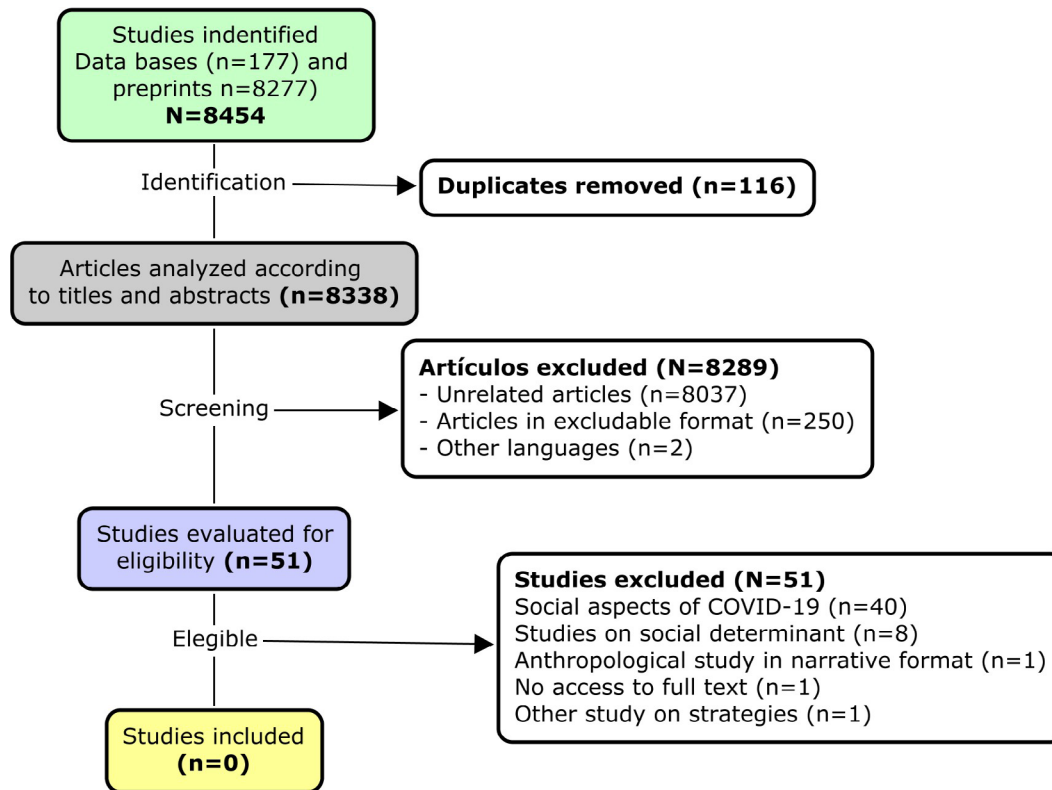 Studies indentified
Data bases (n=177) and
preprints n=8277)
N=8454
Identification
Duplicates removed (n=116)
Articles analyzed according
to titles and abstracts (n=8338)
Artículos excluded (N=8289)
- Unrelated articles (n=8037)
- Articles in excludable format (n=250)
- Other languages (n=2)
Screening
Studies evaluated for
eligibility (n=51)
Studies excluded (N=51)
Social aspects of COVID-19 (n=40)
Studies on social determinant (n=8)
Anthropological study in narrative format (n=1)
No access to full text (n=1)
Other study on strategies (n=1)
Elegible
Studies included
(n=0)